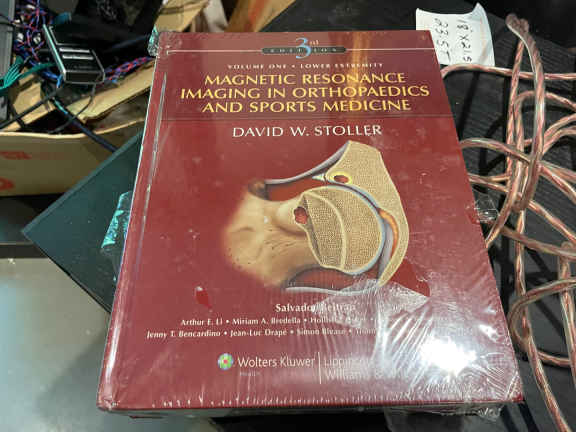 3rd
EDITION
VOLUME ONE • LOWER EXTREMITY
MAGNETIC RESONANCE
IMAGING IN ORTHOPAEDICS
AND SPORTS MEDICINE
DAVID W. STOLLER
Salvador Beltran
Arthur E. Li • Miriam A. Bredella •
Jenny T. Bencardino • Jean-Luc Drapé • Simon Blease •
Wolters Kluwer
Health
Lippincott
William